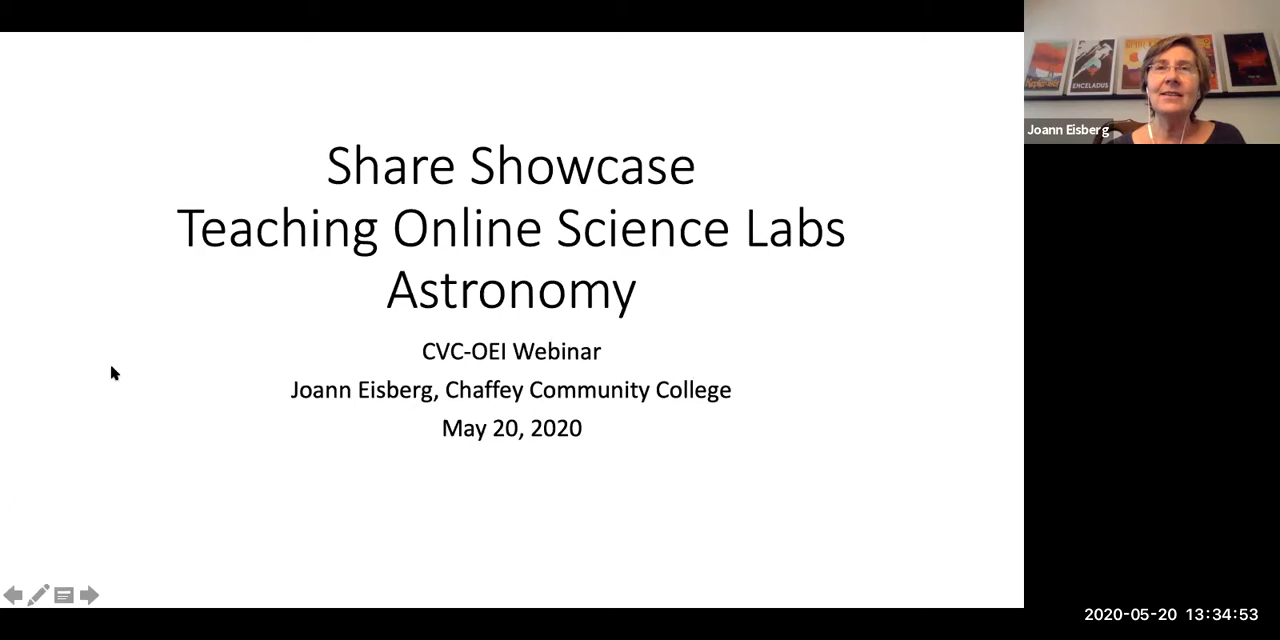 Share Showcase
Teaching Online Science Labs
Astronomy
CVC-OEI Webinar
Joann Eisberg, Chaffey Community College
May 20, 2020
ENCELADUS
Joann Eisberg
2020-05-20 13:34:53